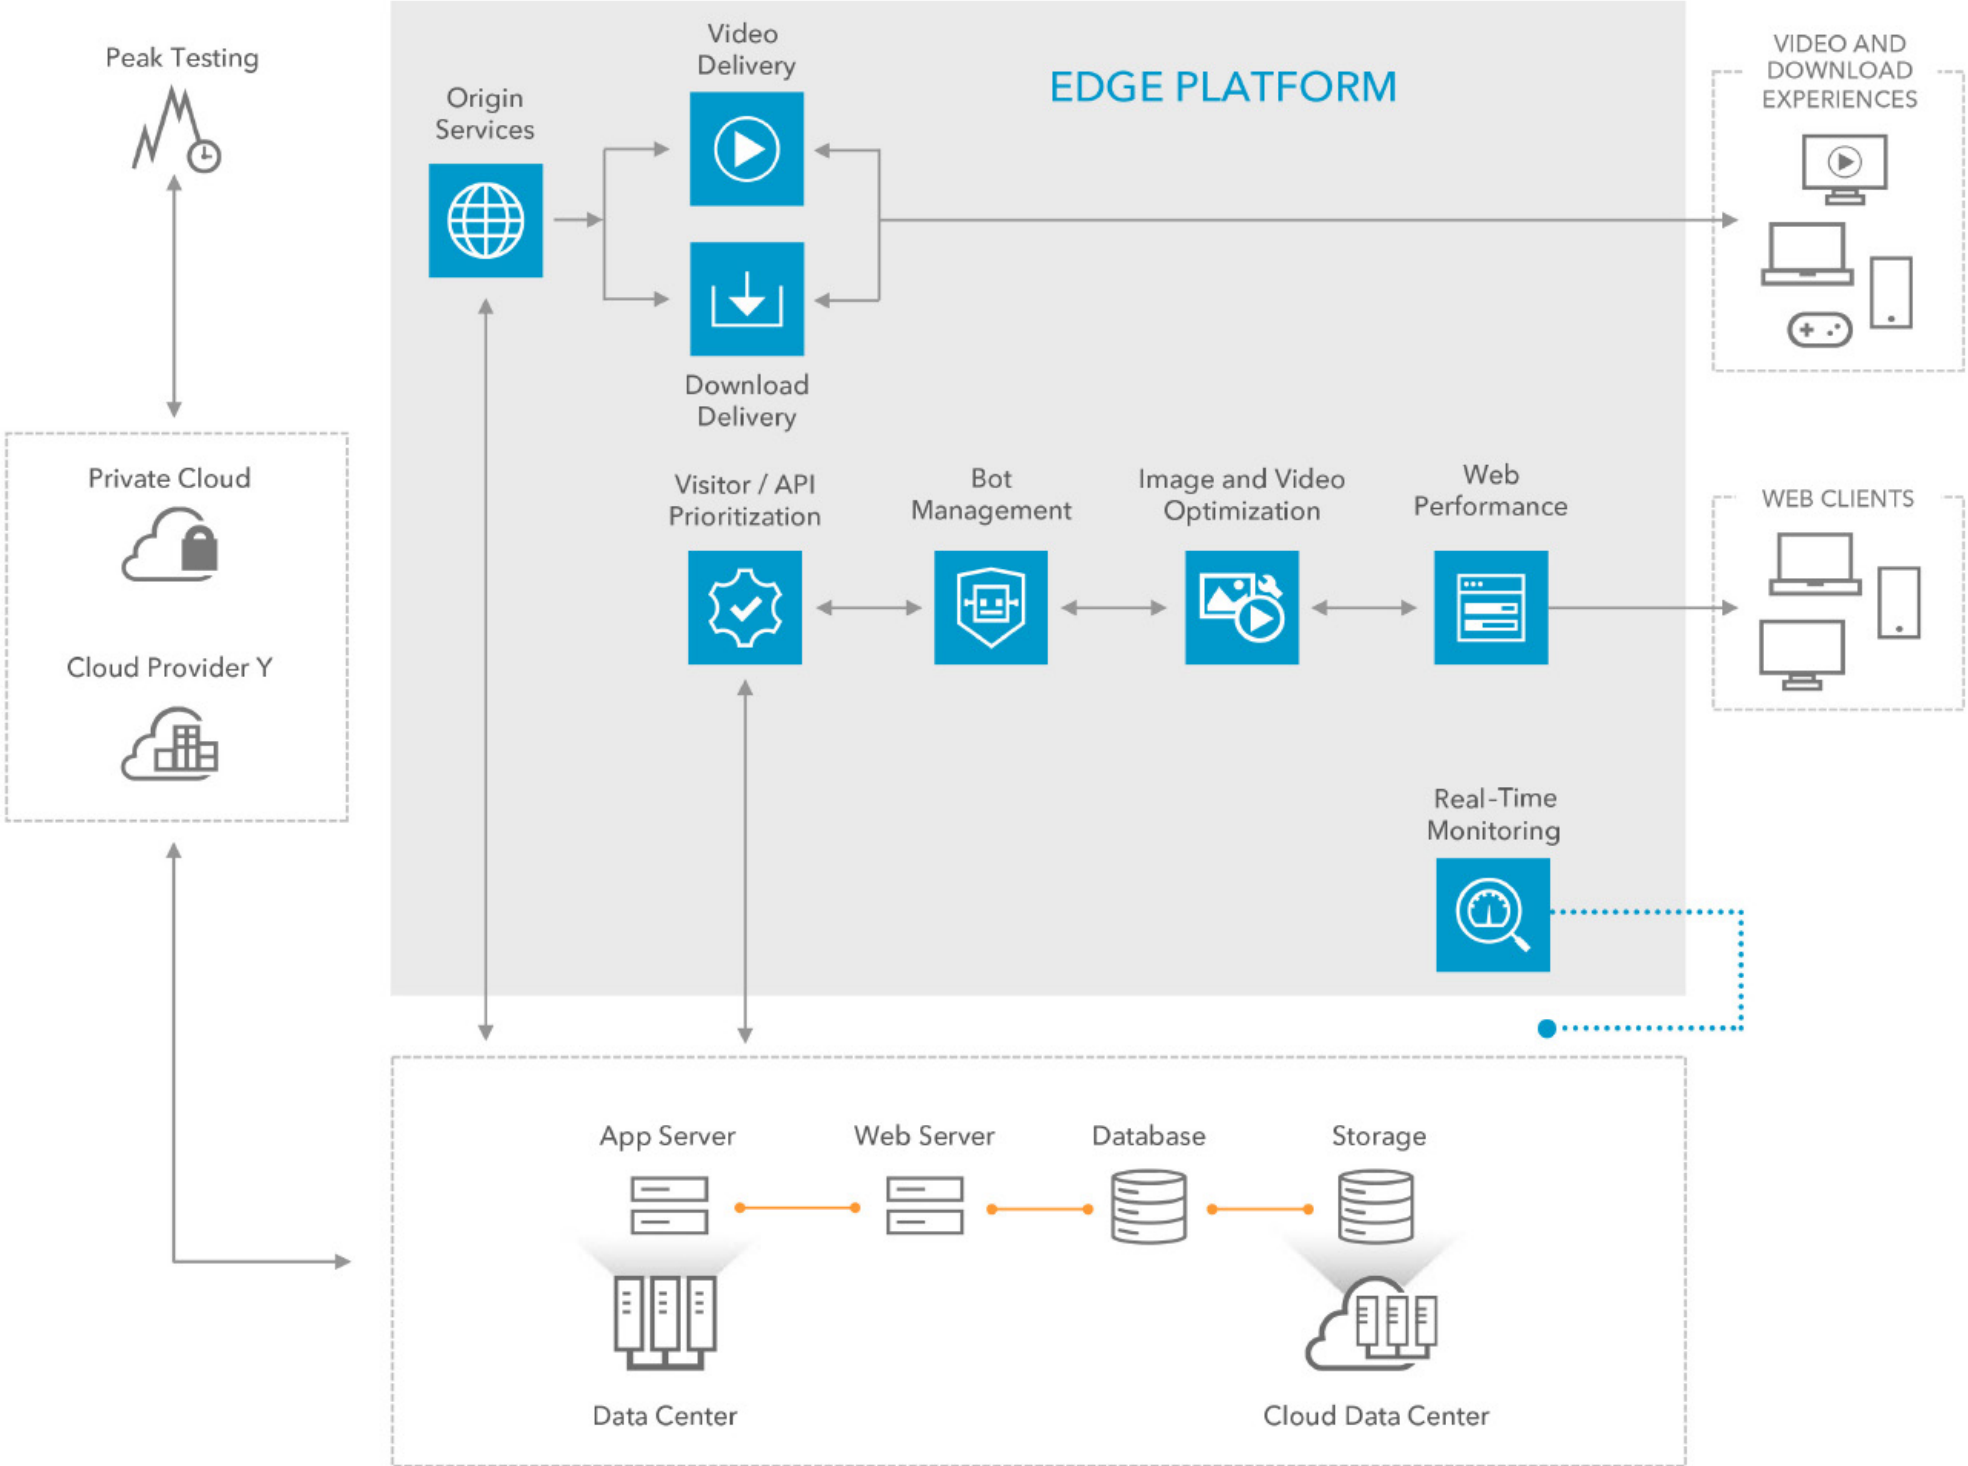 Peak Testing
Origin
Services
Video
Delivery
EDGE PLATFORM
VIDEO AND
DOWNLOAD
EXPERIENCES
Download
Delivery
Private Cloud
Cloud Provider Y
Visitor / API
Prioritization
Bot
Management
Image and Video
Optimization
Web
Performance
WEB CLIENTS
Real-Time
Monitoring
App Server
Web Server
Database
Storage
Data Center
Cloud Data Center